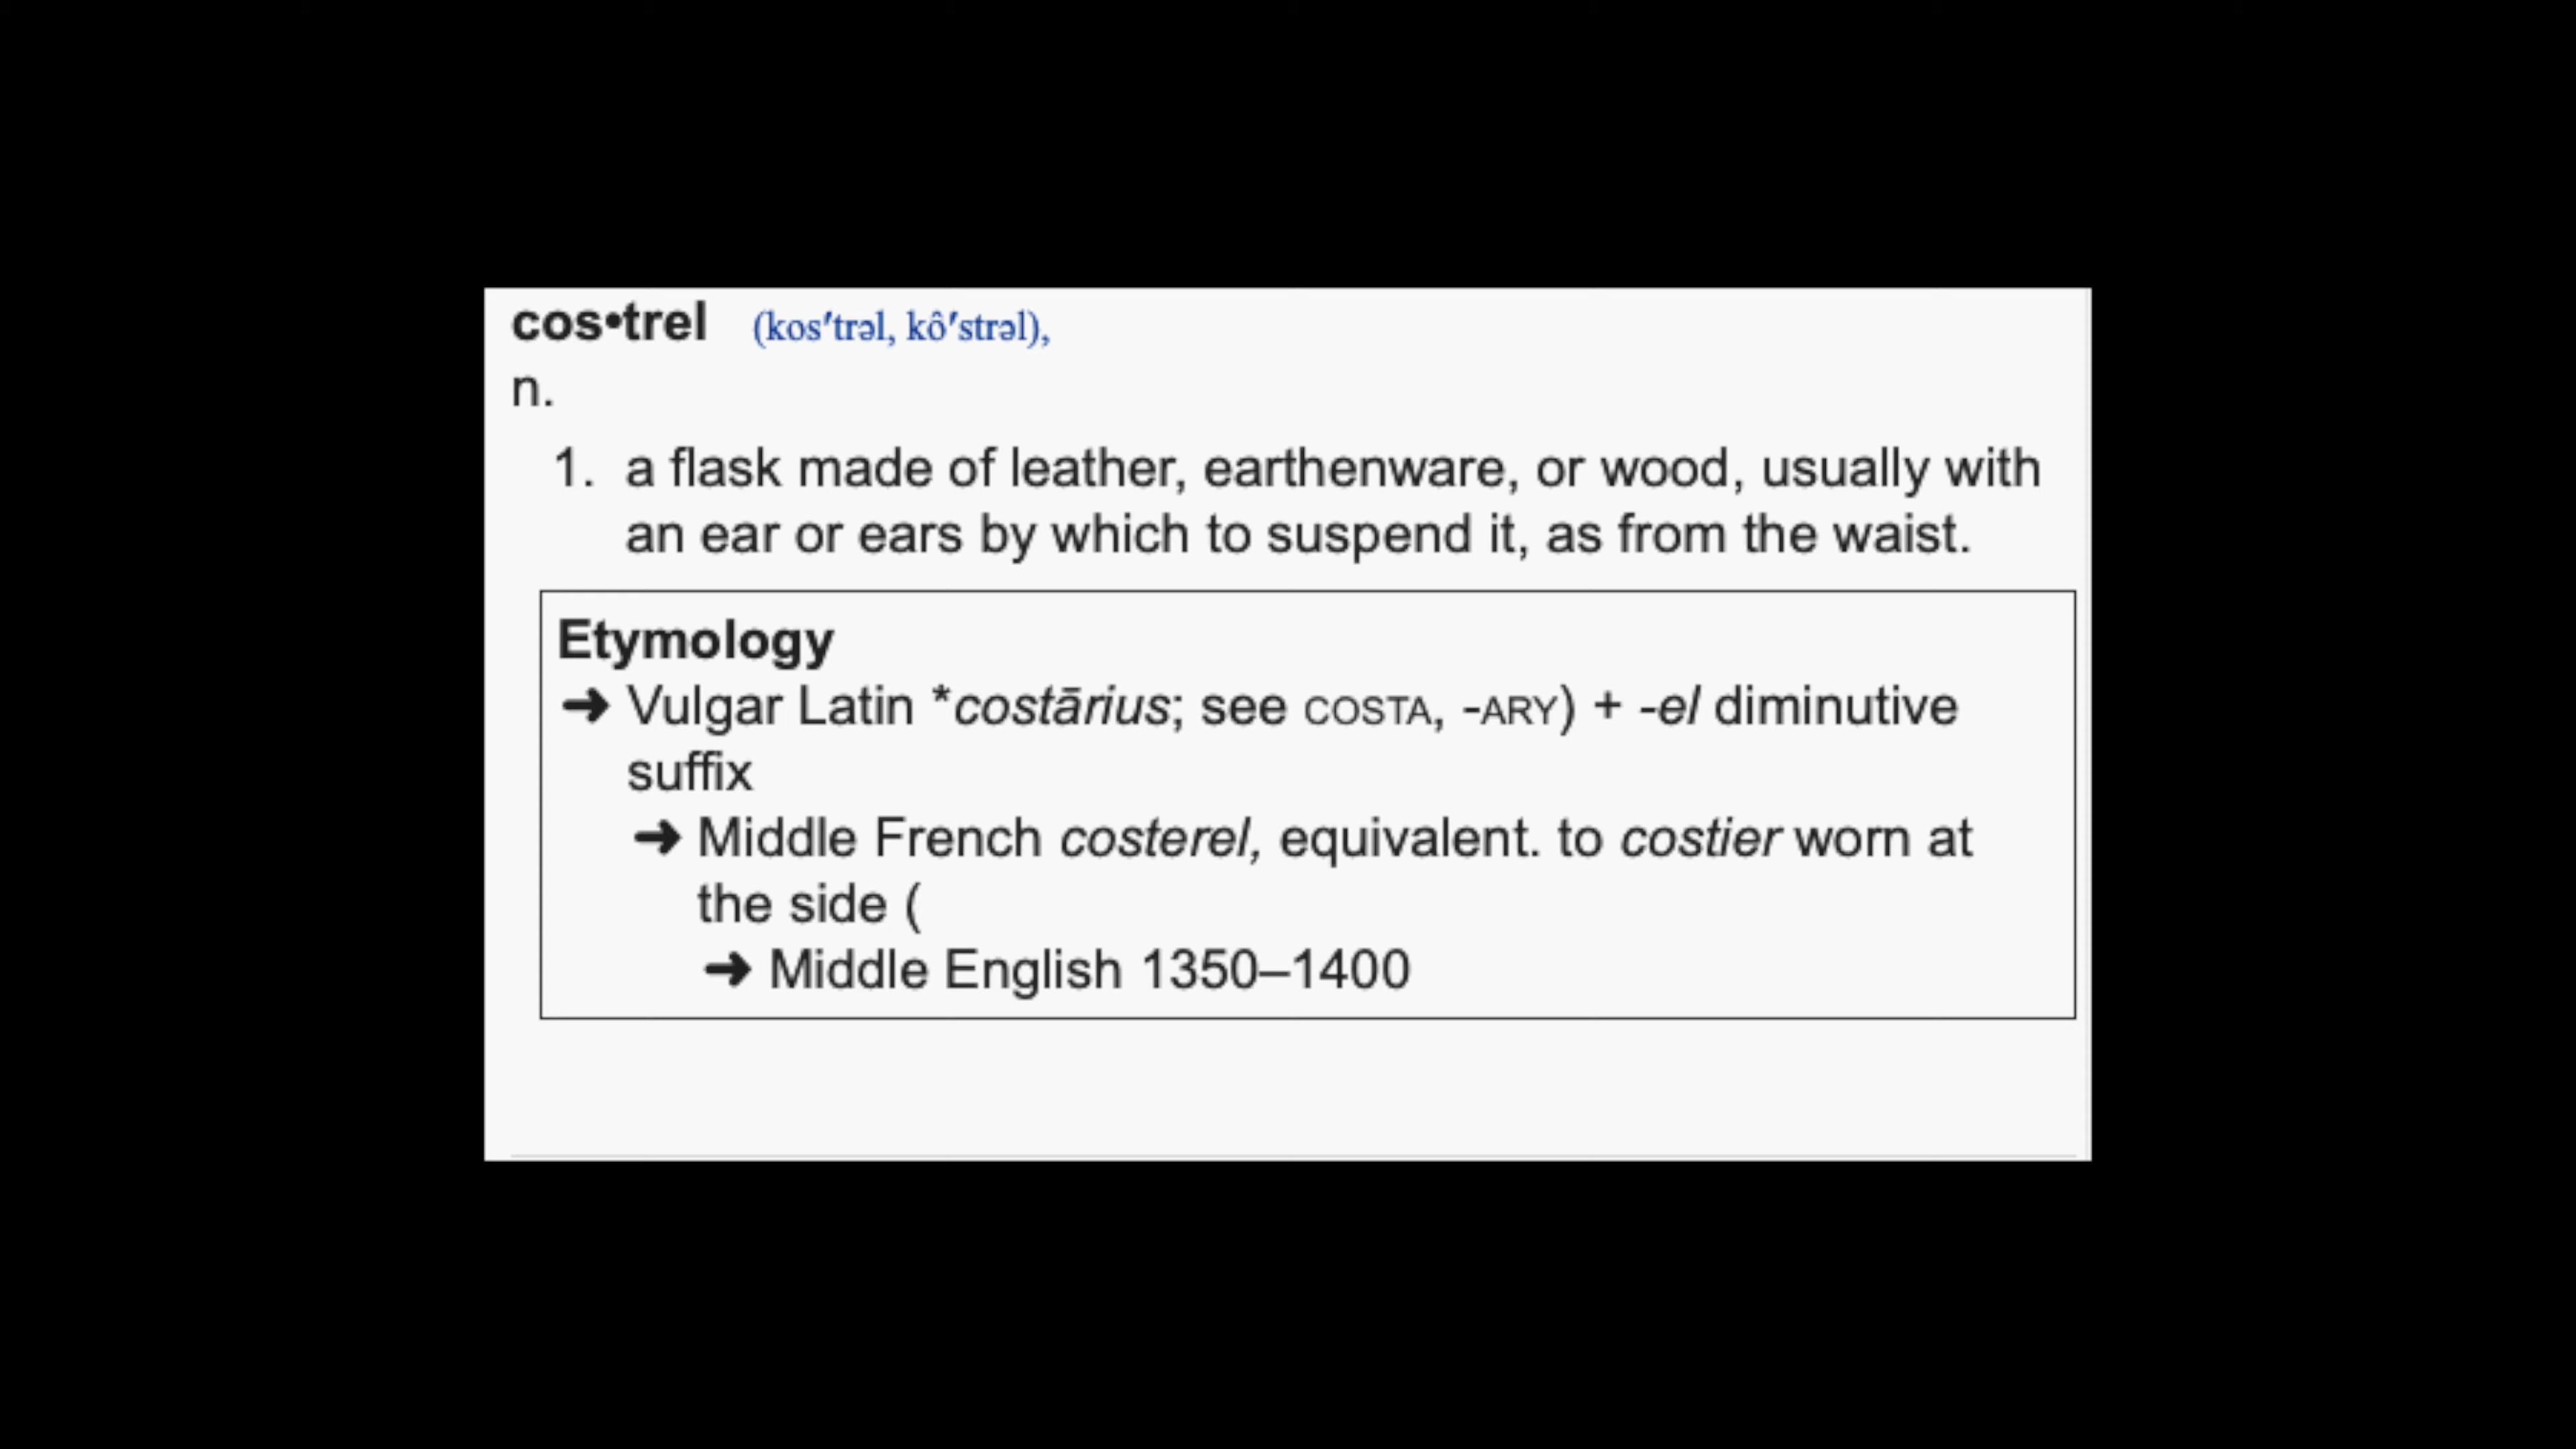 cos•trel (kos′trəl, kô′strəl),
n.
1. a flask made of leather, earthenware, or wood, usually with
an ear or ears by which to suspend it, as from the waist.
Etymology
➜ Vulgar Latin *costārius; see COSTA, -ARY) + -el diminutive
suffix
➜ Middle French costerel, equivalent. to costier worn at
the side (
➜ Middle English 1350–1400